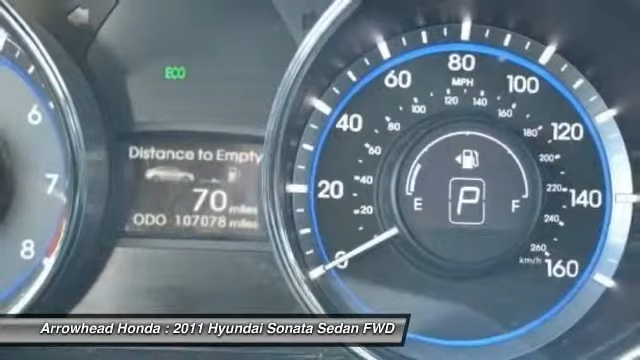 ECO
Distance to Empty
70 miles
ODO 107078 miles
6
7
8
0
20
40
60
80
100
120
140
160
MPH
20
40
60
80
100
120
140
160
180
200
220
240
260
km/h
E
P
F
Arrowhead Honda : 2011 Hyundai Sonata Sedan FWD